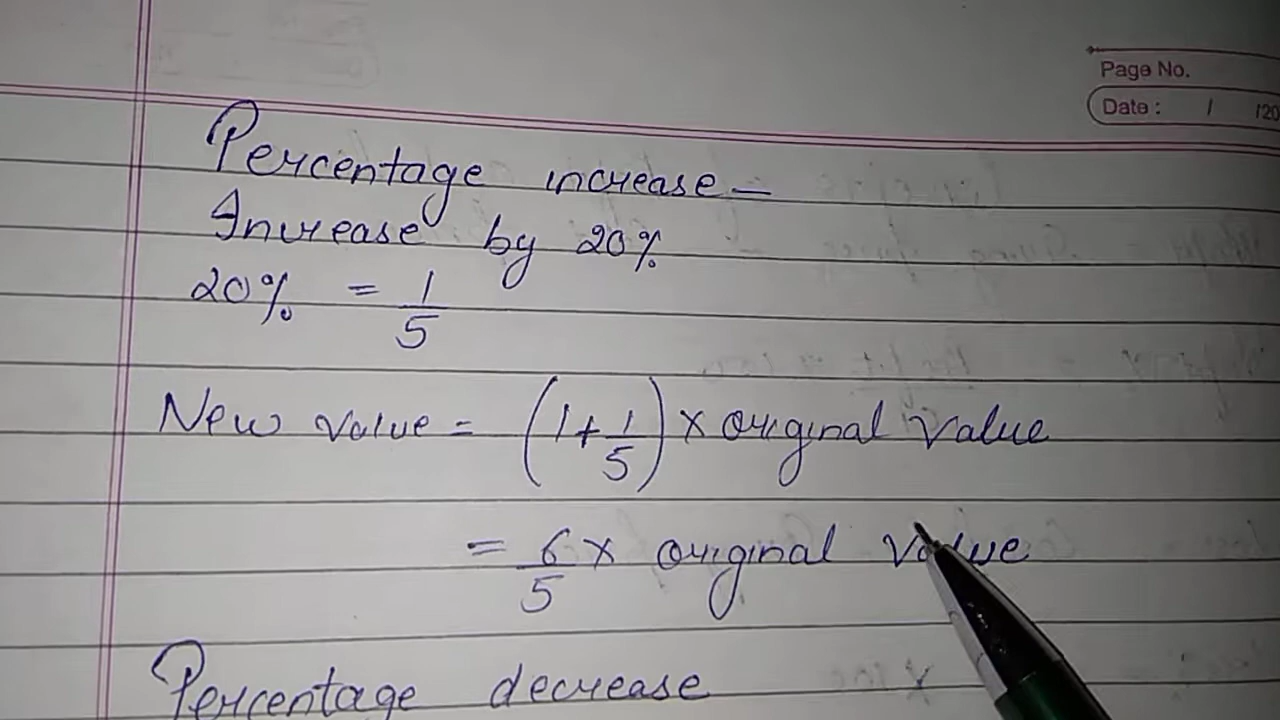 Page No.
Date : / /20
Percentage increase –
Increase by 20%
20% = 1/5
New value = (1+1/5) × original value
= 6/5 × original value
Percentage decrease